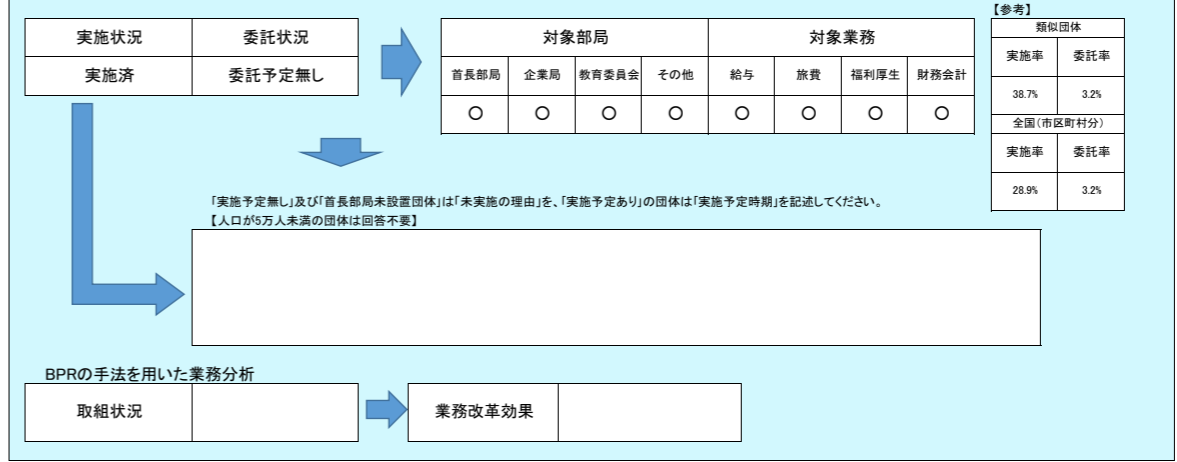 【参考】
実施状況 委託状況
実施済 委託予定無し
対象部局 対象業務
首長部局 企業局 教育委員会 その他 給与 旅費 福利厚生 財務会計
○ ○ ○ ○ ○ ○ ○ ○
類似団体
実施率 委託率
38.7% 3.2%
全国(市区町村分)
実施率 委託率
28.9% 3.2%
「実施予定無し」及び「首長部局未設置団体」は「未実施の理由」を、「実施予定あり」の団体は「実施予定時期」を記述してください。
【人口が5万人未満の団体は回答不要】
BPRの手法を用いた業務分析
取組状況
業務改革効果